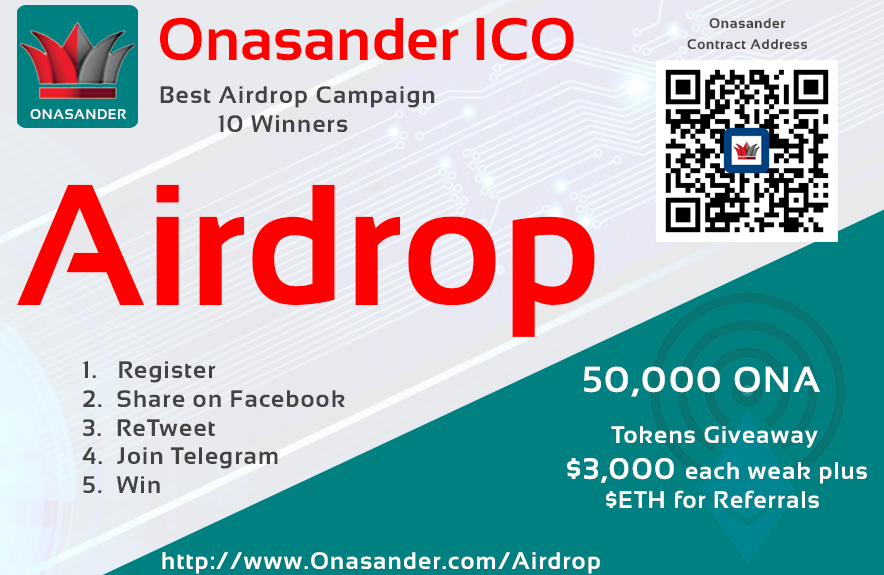 ONASANDER
Onasander ICO
Best Airdrop Campaign
10 Winners
Onasander
Contract Address
Airdrop
1. Register
2. Share on Facebook
3. ReTweet
4. Join Telegram
5. Win
50,000 ONA
Tokens Giveaway
$3,000 each weak plus
$ETH for Referrals
http://www.Onasander.com/Airdrop